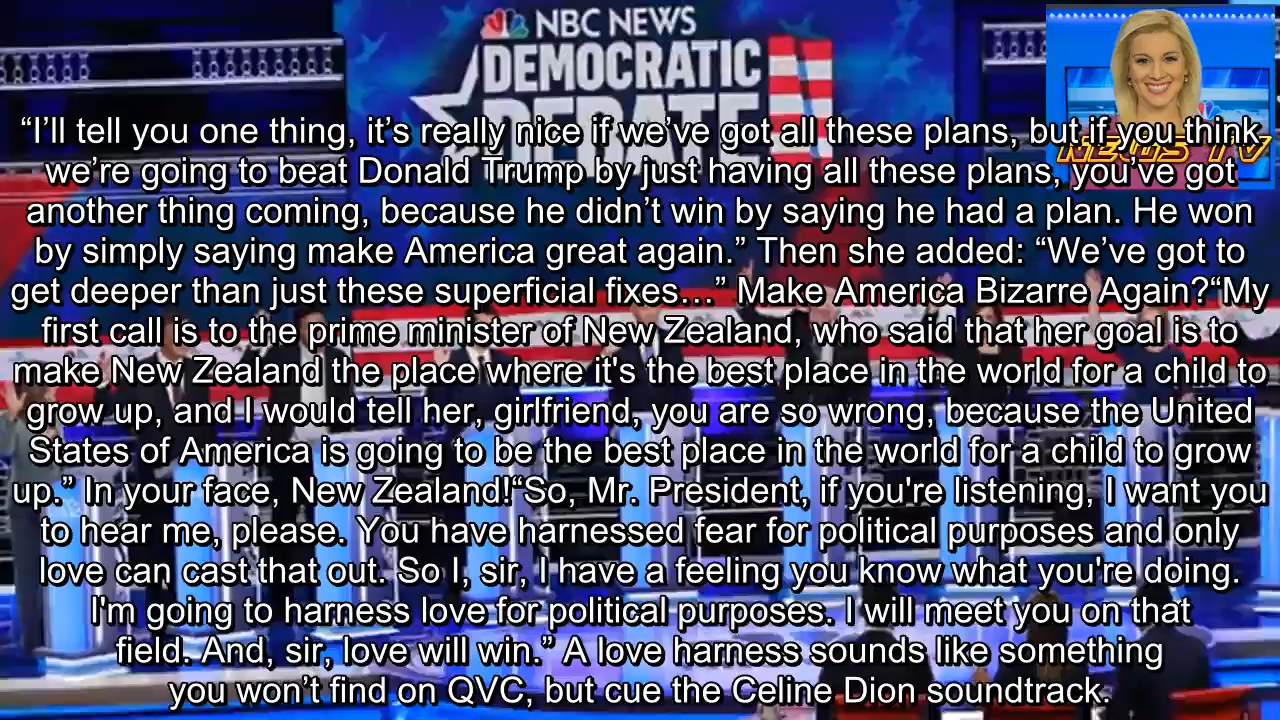 NBC NEWS
DEMOCRATIC
DEBATE
NEWS TV
“I’ll tell you one thing, it’s really nice if we’ve got all these plans, but if you think
we’re going to beat Donald Trump by just having all these plans, you’ve got
another thing coming, because he didn’t win by saying he had a plan. He won
by simply saying make America great again.” Then she added: “We’ve got to
get deeper than just these superficial fixes…” Make America Bizarre Again?“My
first call is to the prime minister of New Zealand, who said that her goal is to
make New Zealand the place where it's the best place in the world for a child to
grow up, and I would tell her, girlfriend, you are so wrong, because the United
States of America is going to be the best place in the world for a child to grow
up.” In your face, New Zealand!“So, Mr. President, if you're listening, I want you
to hear me, please. You have harnessed fear for political purposes and only
love can cast that out. So I, sir, I have a feeling you know what you're doing.
I'm going to harness love for political purposes. I will meet you on that
field. And, sir, love will win.” A love harness sounds like something
you won’t find on QVC, but cue the Celine Dion soundtrack.